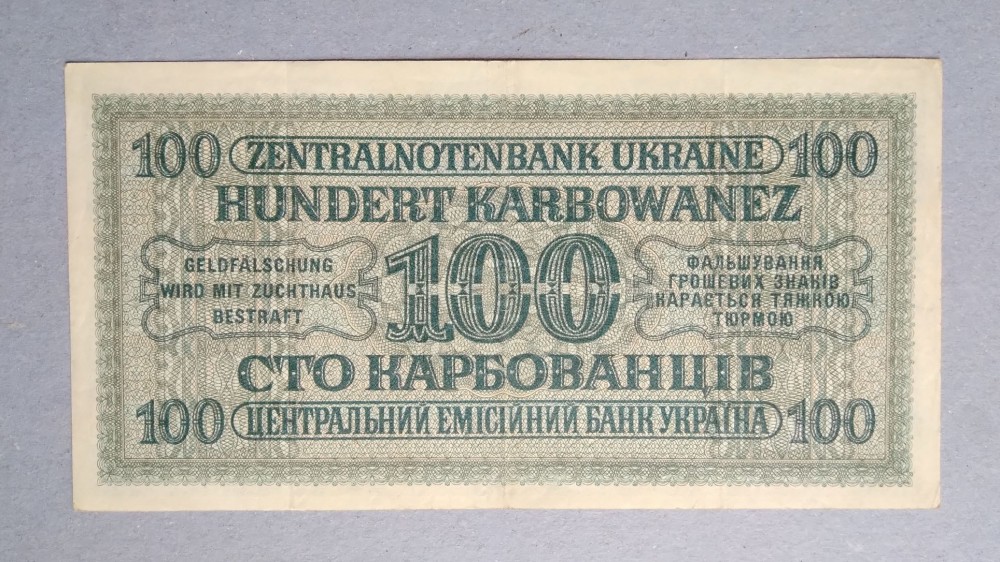 100 ZENTRALNOTENBANK UKRAINE 100
HUNDERT KARBOWANEZ
GELDFÄLSCHUNG
WIRD MIT ZUCHTHAUS
BESTRAFT
100
ФАЛЬШУВАННЯ
ГРОШЕВИХ ЗНАКІВ
КАРАЄТЬСЯ ТЯЖКОЮ
ТЮРМОЮ
СТО КАРБОВАНЦІВ
100 ЦЕНТРАЛЬНИЙ ЕМІСІЙНИЙ БАНК УКРАЇНА 100